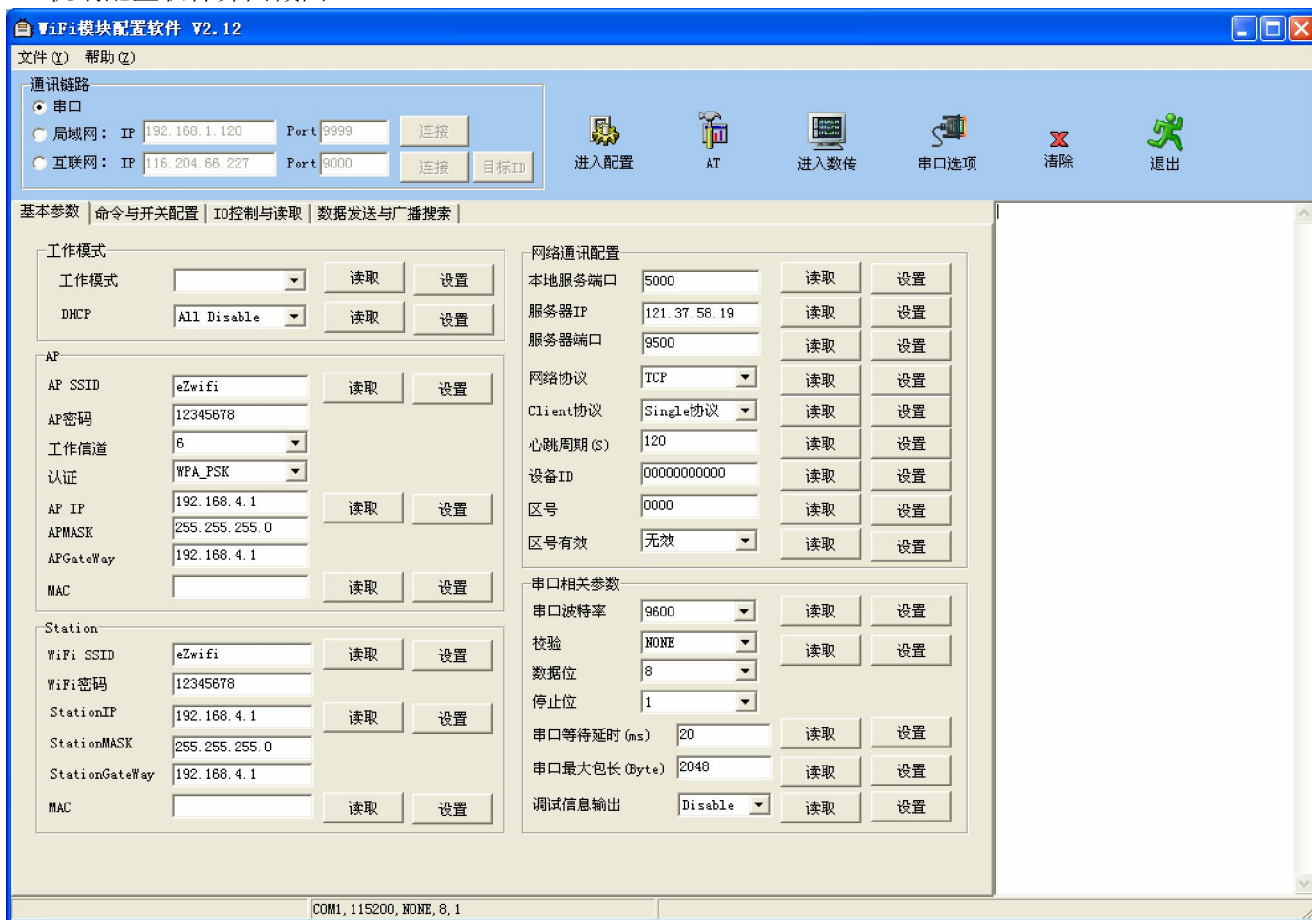 WiFi模块配置软件 V2.12
文件(Y) 帮助(Z)
通讯链路
串口
局域网: IP 192.168.1.120 Port 9999 连接
互联网: IP 116.204.66.227 Port 9000 连接 目标ID
进入配置 AT 进入数传 串口选项 清除 退出
基本参数 命令与开关配置 IO控制与读取 数据发送与广播搜索
工作模式
工作模式 读取 设置
DHCP All Disable 读取 设置
AP
AP SSID eZwifi 读取 设置
AP密码 12345678
工作信道 6
认证 WPA_PSK
AP IP 192.168.4.1 读取 设置
APMASK 255.255.255.0
APGateWay 192.168.4.1
MAC 读取 设置
Station
WiFi SSID eZwifi 读取 设置
WiFi密码 12345678
StationIP 192.168.4.1 读取 设置
StationMASK 255.255.255.0
StationGateWay 192.168.4.1
MAC 读取 设置
网络通讯配置
本地服务端口 5000 读取 设置
服务器IP 121.37.58.19 读取 设置
服务器端口 9500 读取 设置
网络协议 TCP 读取 设置
Client协议 Single协议 读取 设置
心跳周期(S) 120 读取 设置
设备ID 00000000000 读取 设置
区号 0000 读取 设置
区号有效 无效 读取 设置
串口相关参数
串口波特率 9600 读取 设置
校验 NONE 读取 设置
数据位 8
停止位 1
串口等待延时(ms) 20 读取 设置
串口最大包长(Byte) 2048 读取 设置
调试信息输出 Disable 读取 设置
COM1, 115200, NONE, 8, 1